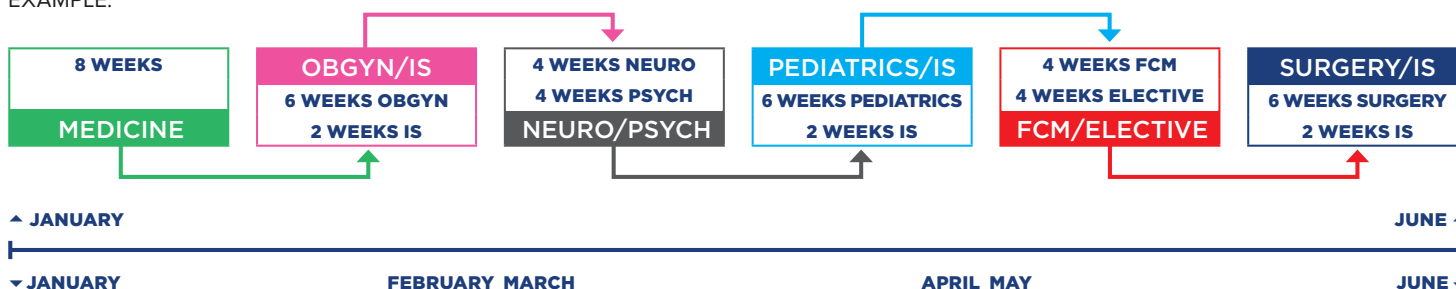 EXAMPLE:
8 WEEKS
MEDICINE
OBGYN/IS
6 WEEKS OBGYN
2 WEEKS IS
4 WEEKS NEURO
4 WEEKS PSYCH
NEURO/PSYCH
PEDIATRICS/IS
6 WEEKS PEDIATRICS
2 WEEKS IS
4 WEEKS FCM
4 WEEKS ELECTIVE
FCM/ELECTIVE
SURGERY/IS
6 WEEKS SURGERY
2 WEEKS IS
JANUARY JUNE
JANUARY FEBRUARY MARCH APRIL MAY JUNE